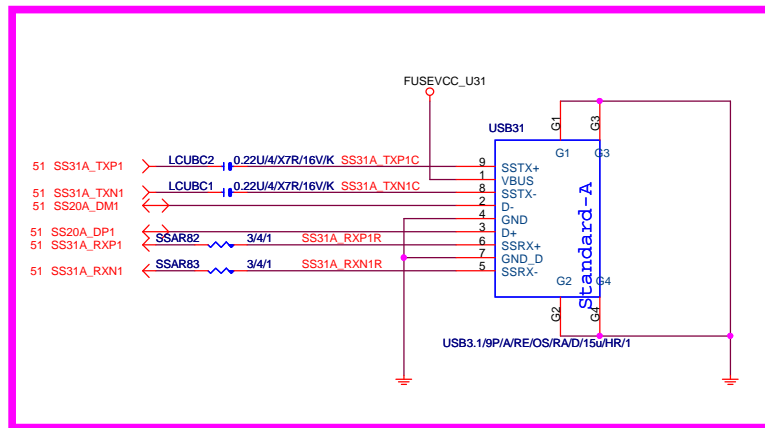 FUSEVCC_U31
USB31
51 SS31A_TXP1 LCUBC2 0.22U/4/X7R/16V/K SS31A_TXP1C 9 SSTX+
1 VBUS
51 SS31A_TXN1 LCUBC1 0.22U/4/X7R/16V/K SS31A_TXN1C 8 SSTX-
51 SS20A_DM1 2 D-
4 GND
51 SS20A_DP1 3 D+
51 SS31A_RXP1 SSAR82 3/4/1 SS31A_RXP1R 6 SSRX+
7 GND_D
51 SS31A_RXN1 SSAR83 3/4/1 SS31A_RXN1R 5 SSRX-
G1 G3
G1 G3
Standard-A
G2 G4
G2 G4
USB3.1/9P/A/RE/OS/RA/D/15u/HR/1